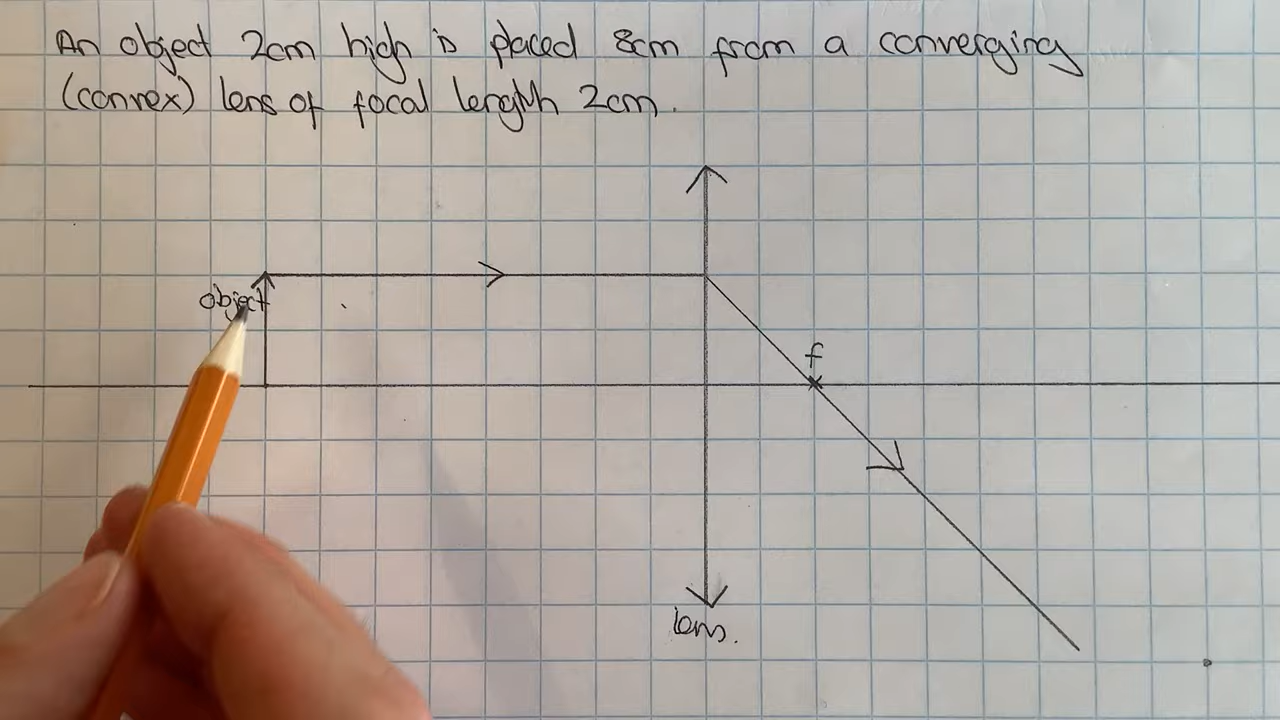 An object 2cm high is placed 8cm from a converging
(convex) lens of focal length 2cm.
object
f
lens.